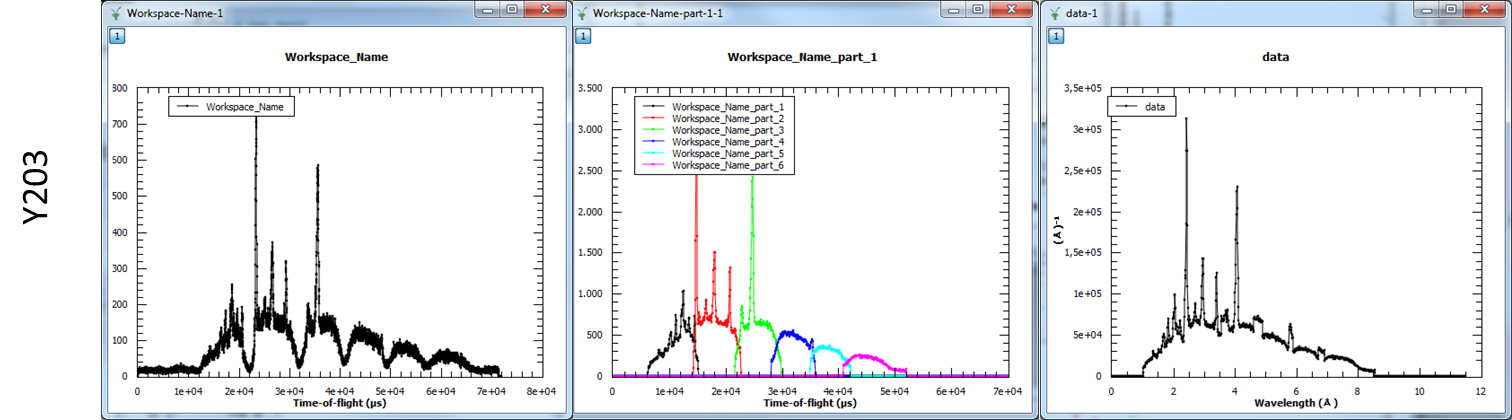 Y203
Workspace-Name-1
1
Workspace_Name
Workspace_Name
800
700
600
500
400
300
200
100
0
0 1e+04 2e+04 3e+04 4e+04 5e+04 6e+04 7e+04 8e+04
Time-of-flight (μs)
Workspace-Name-part-1-1
1
Workspace_Name_part_1
Workspace_Name_part_1
Workspace_Name_part_2
Workspace_Name_part_3
Workspace_Name_part_4
Workspace_Name_part_5
Workspace_Name_part_6
3.500
3.000
2.500
2.000
1.500
1.000
500
0
0 1e+04 2e+04 3e+04 4e+04 5e+04 6e+04 7e+04
Time-of-flight (μs)
data-1
1
data
data
3,5e+05
3e+05
2,5e+05
2e+05
1,5e+05
1e+05
5e+04
0
(Å)⁻¹
0 2 4 6 8 10 12
Wavelength (Å )